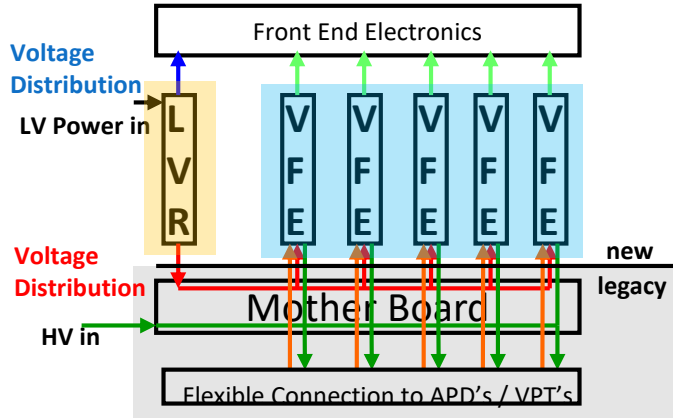 Front End Electronics
Voltage
Distribution
LV Power in
L
V
R
V
F
E
V
F
E
V
F
E
V
F
E
V
F
E
new
legacy
Voltage
Distribution
Mother Board
HV in
Flexible Connection to APD's / VPT's